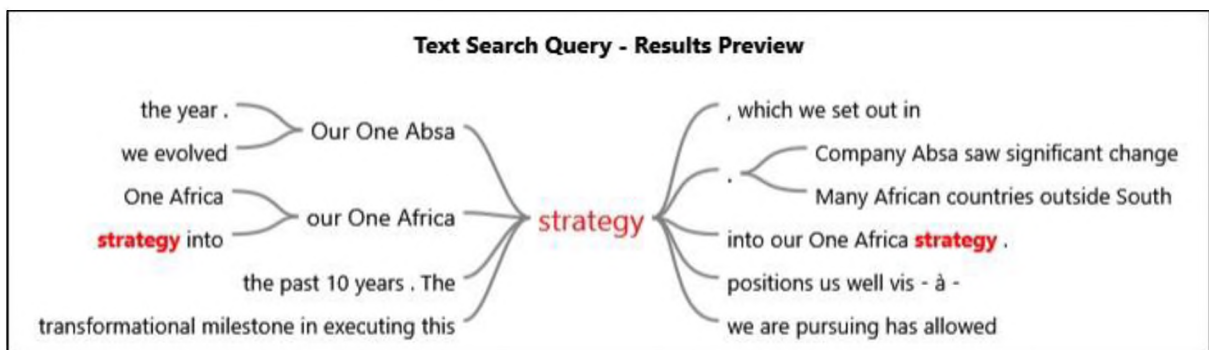 Text Search Query - Results Preview
the year .
we evolved
Our One Absa
One Africa
strategy into
our One Africa
the past 10 years . The
transformational milestone in executing this
strategy
, which we set out in
.
Company Absa saw significant change
Many African countries outside South
into our One Africa strategy .
positions us well vis - à -
we are pursuing has allowed